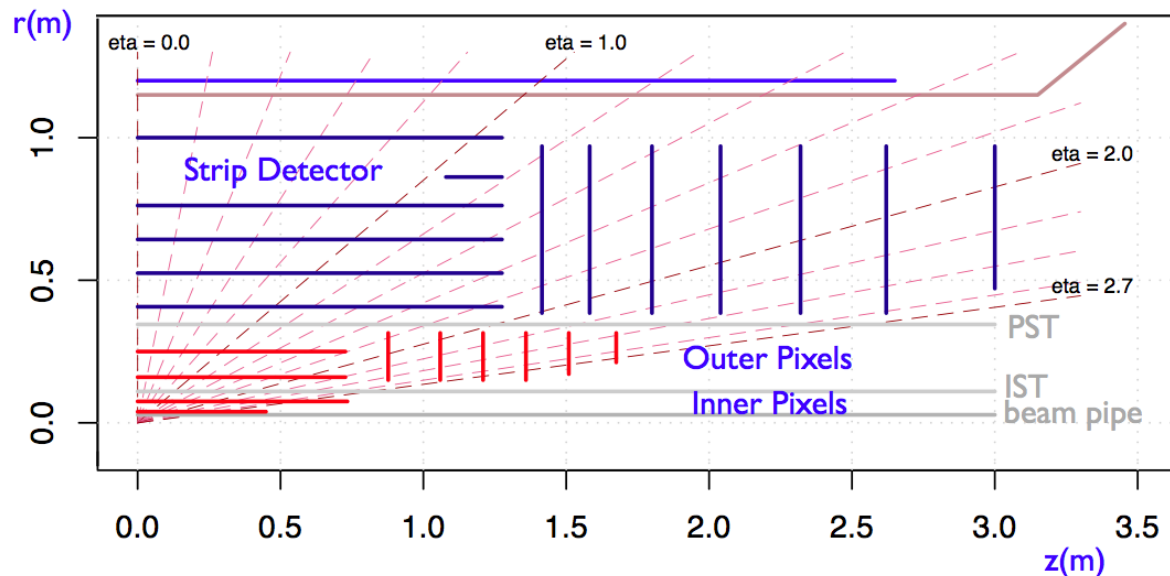 r(m)
eta = 0.0
eta = 1.0
1.0
Strip Detector
eta = 2.0
0.5
eta = 2.7
PST
Outer Pixels
IST
Inner Pixels
beam pipe
0.0
0.0 0.5 1.0 1.5 2.0 2.5 3.0 3.5
z(m)